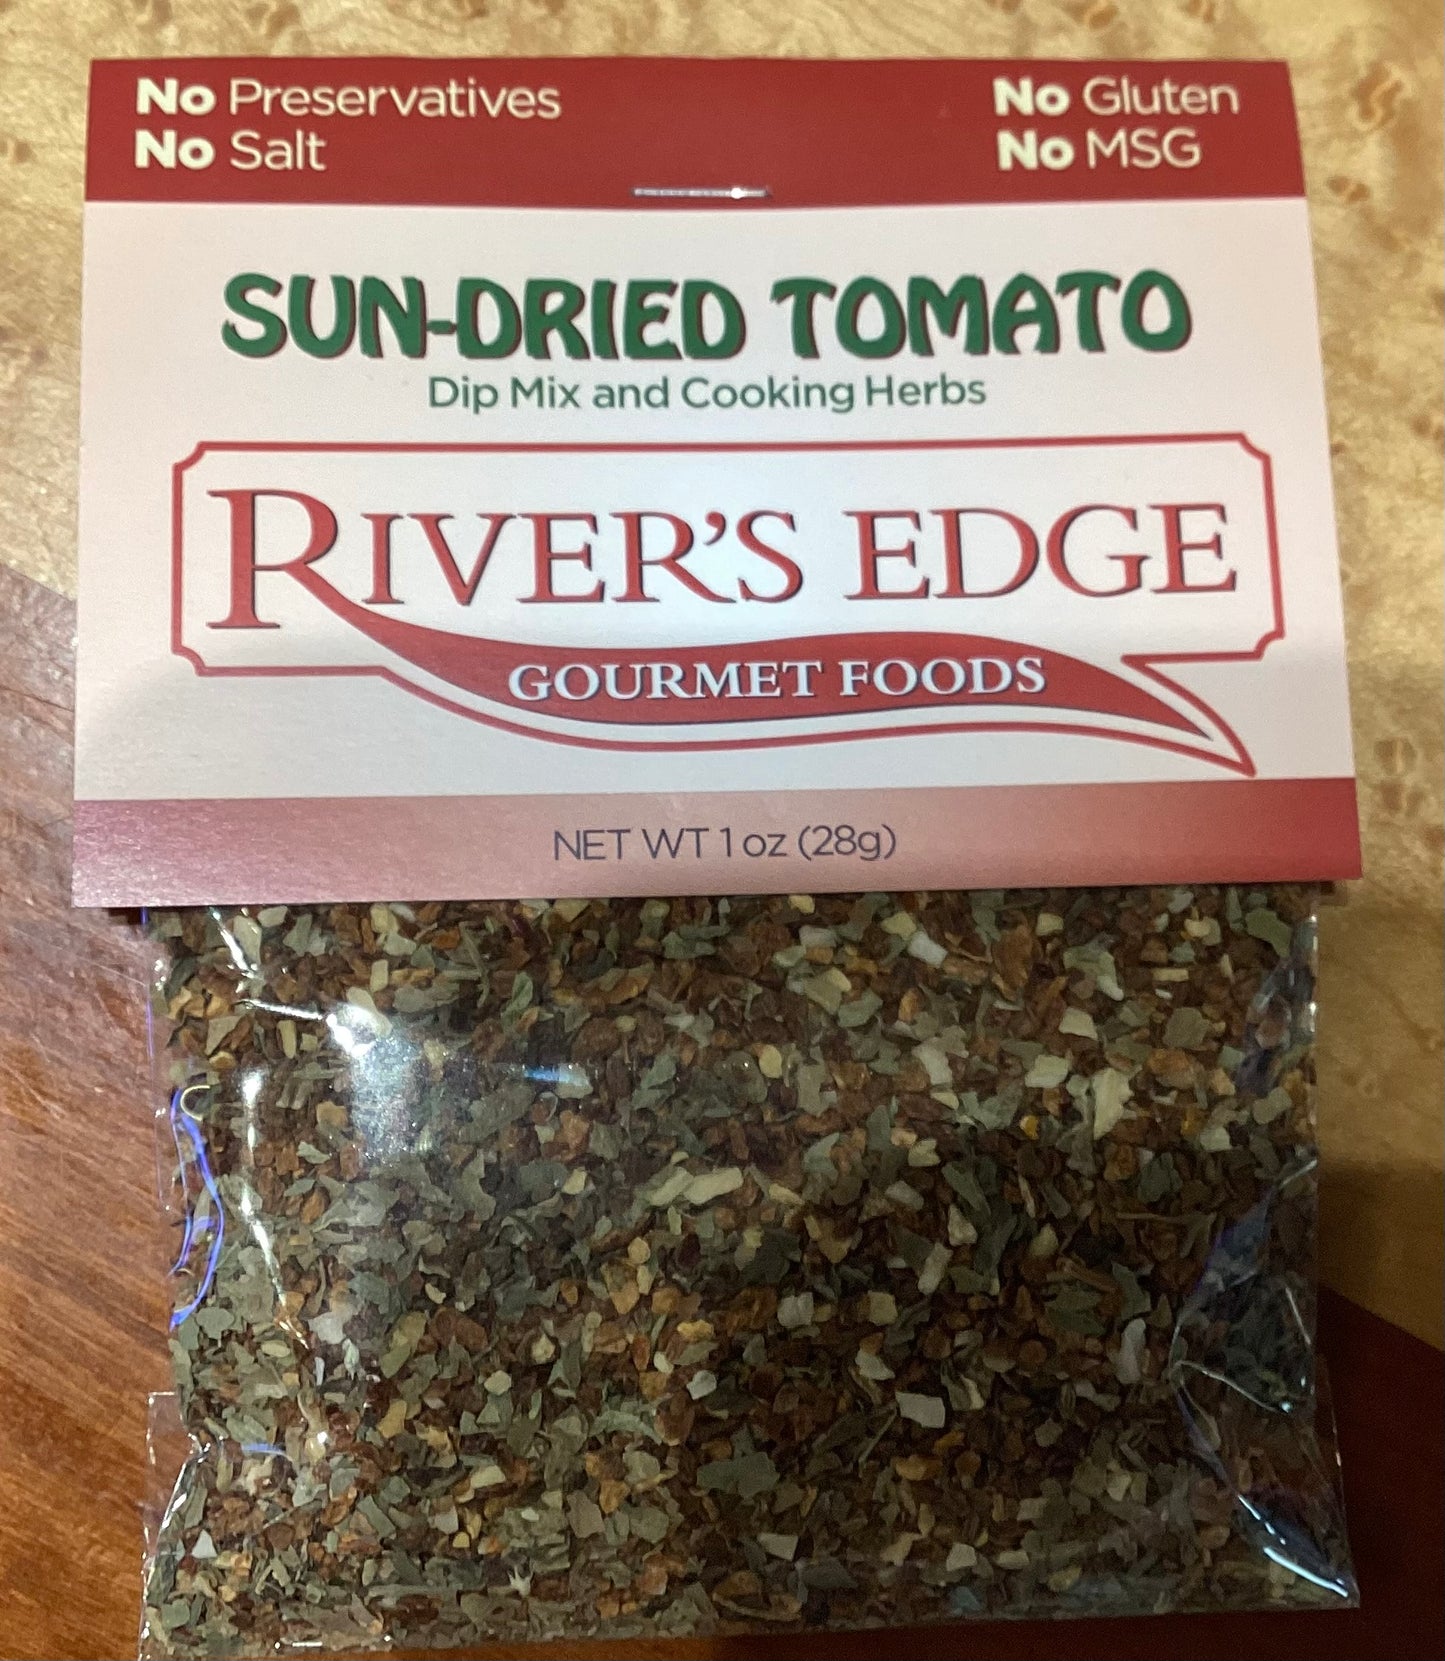 No Preservatives
No Salt
No Gluten
No MSG
SUN-DRIED TOMATO
Dip Mix and Cooking Herbs
RIVER'S EDGE
GOURMET FOODS
NET WT 1 oz (28g)